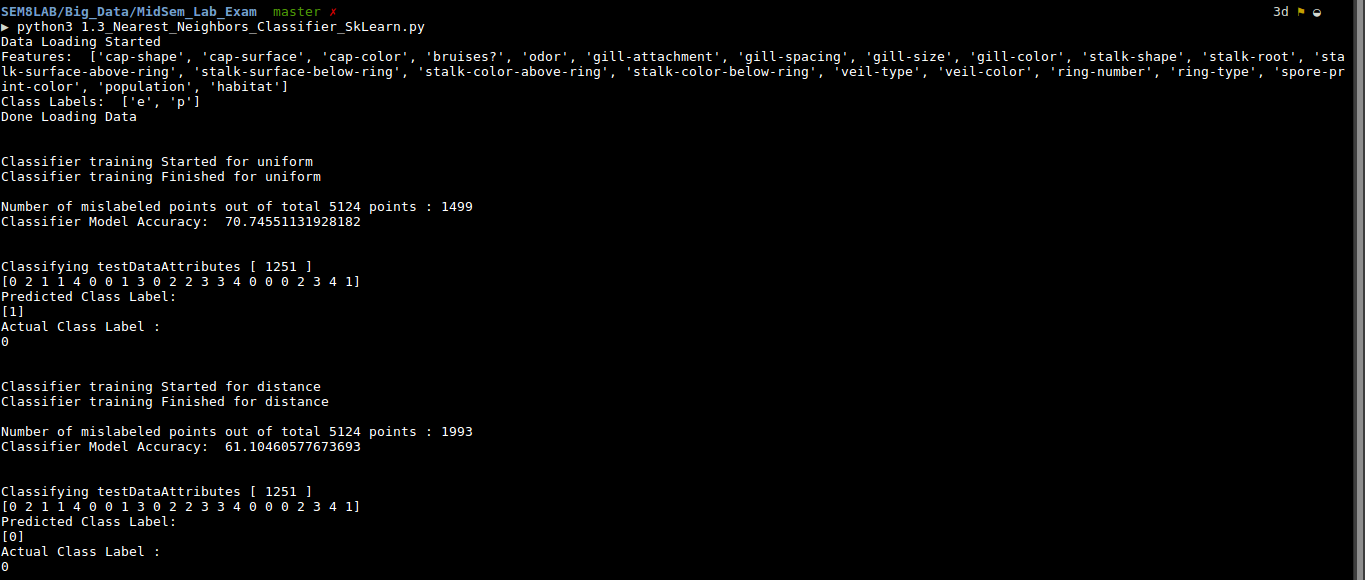 SEM8LAB/Big_Data/MidSem_Lab_Exam  master ✗ 3d ⚑ ◒
▶ python3 1.3_Nearest_Neighbors_Classifier_SkLearn.py
Data Loading Started
Features:  ['cap-shape', 'cap-surface', 'cap-color', 'bruises?', 'odor', 'gill-attachment', 'gill-spacing', 'gill-size', 'gill-color', 'stalk-shape', 'stalk-root', 'sta
lk-surface-above-ring', 'stalk-surface-below-ring', 'stalk-color-above-ring', 'stalk-color-below-ring', 'veil-type', 'veil-color', 'ring-number', 'ring-type', 'spore-pr
int-color', 'population', 'habitat']
Class Labels:  ['e', 'p']
Done Loading Data
Classifier training Started for uniform
Classifier training Finished for uniform
Number of mislabeled points out of total 5124 points : 1499
Classifier Model Accuracy:  70.74551131928182
Classifying testDataAttributes [ 1251 ]
[0 2 1 1 4 0 0 1 3 0 2 2 3 3 4 0 0 0 2 3 4 1]
Predicted Class Label:
[1]
Actual Class Label :
0
Classifier training Started for distance
Classifier training Finished for distance
Number of mislabeled points out of total 5124 points : 1993
Classifier Model Accuracy:  61.10460577673693
Classifying testDataAttributes [ 1251 ]
[0 2 1 1 4 0 0 1 3 0 2 2 3 3 4 0 0 0 2 3 4 1]
Predicted Class Label:
[0]
Actual Class Label :
0